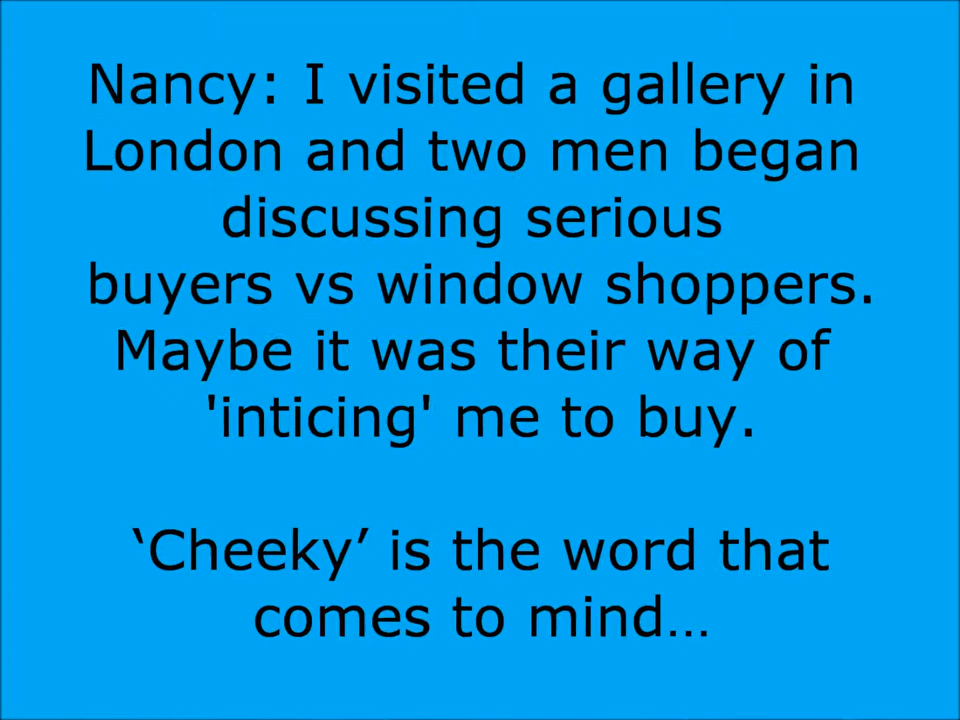 Nancy: I visited a gallery in
London and two men began
discussing serious
buyers vs window shoppers.
Maybe it was their way of
'inticing' me to buy.
‘Cheeky’ is the word that
comes to mind…